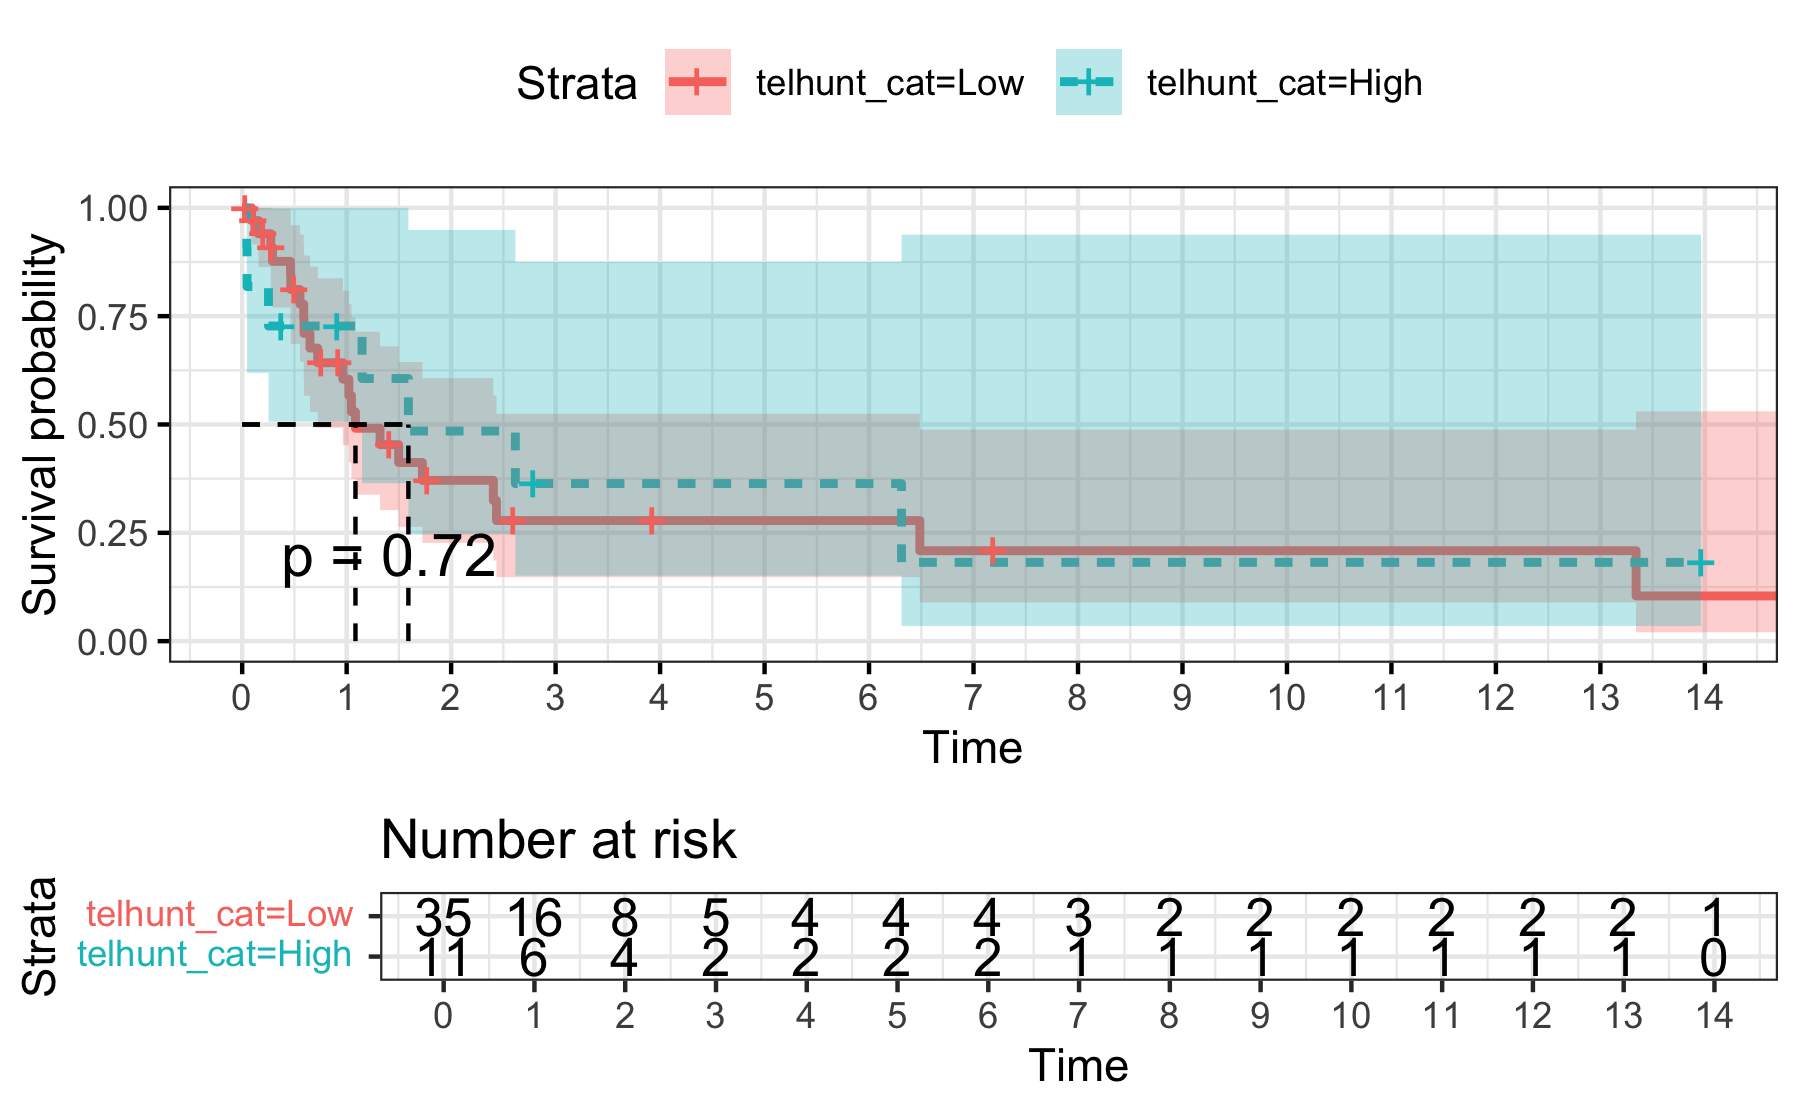 Strata telhunt_cat=Low telhunt_cat=High
Survival probability
1.00
0.75
0.50
0.25
0.00
p = 0.72
0 1 2 3 4 5 6 7 8 9 10 11 12 13 14
Time
Number at risk
Strata
telhunt_cat=Low 35 16 8 5 4 4 4 3 2 2 2 2 2 2 1
telhunt_cat=High 11 6 4 2 2 2 2 1 1 1 1 1 1 1 0
0 1 2 3 4 5 6 7 8 9 10 11 12 13 14
Time